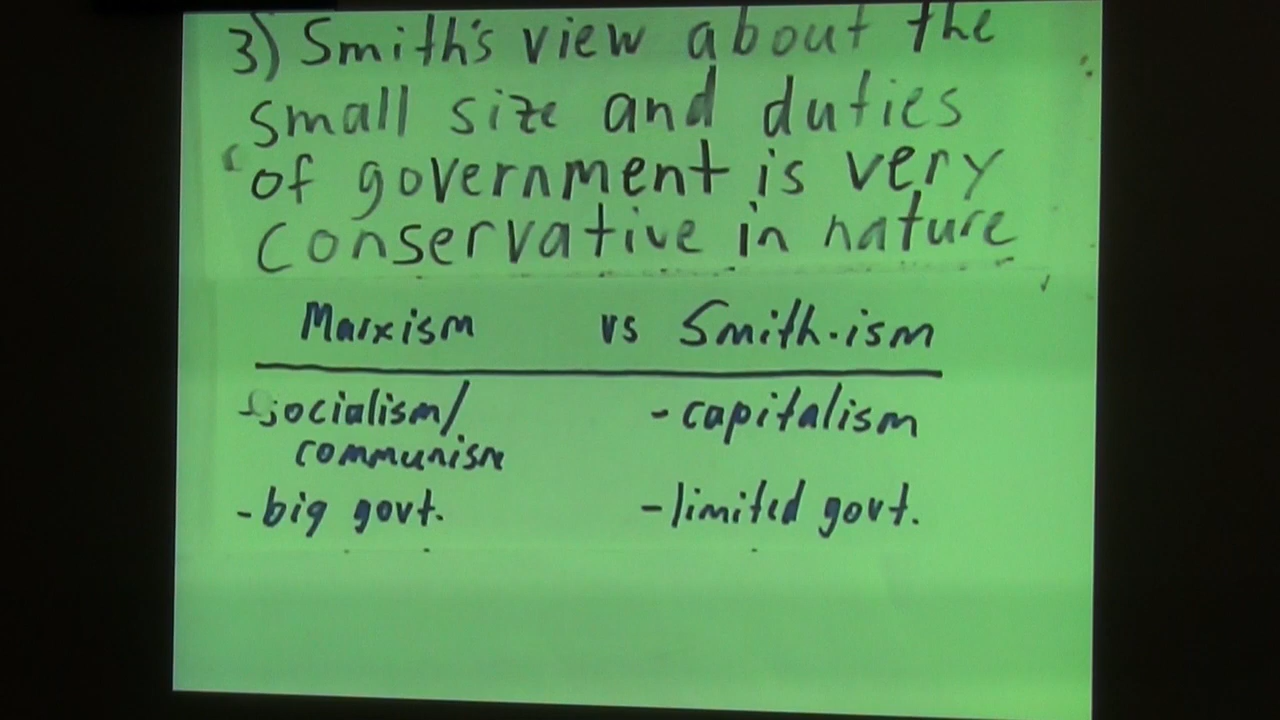 3) Smith's view about the
small size and duties
of government is very
conservative in nature
Marxism vs Smith-ism
-socialism/ -capitalism
communism
-big govt. -limited govt.